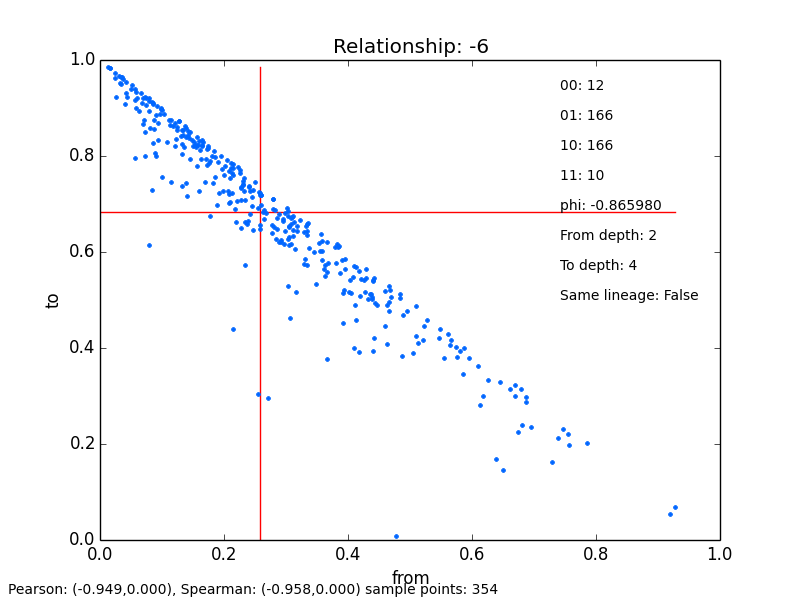 Relationship: -6
1.0
0.8
0.6
0.4
0.2
0.0
to
00: 12
01: 166
10: 166
11: 10
phi: -0.865980
From depth: 2
To depth: 4
Same lineage: False
0.0 0.2 0.4 0.6 0.8 1.0
from
Pearson: (-0.949,0.000), Spearman: (-0.958,0.000) sample points: 354